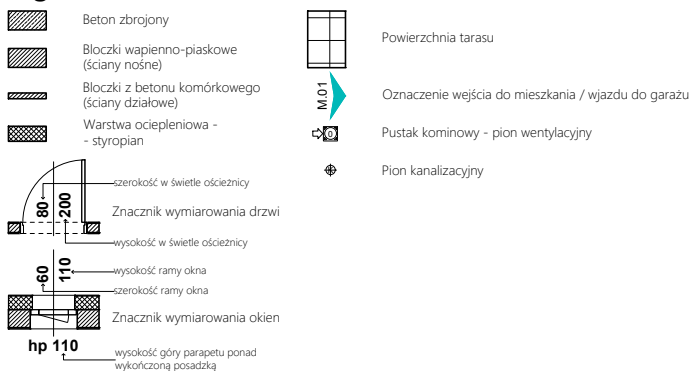 Beton zbrojony
Bloczki wapienno-piaskowe
(ściany nośne)
Bloczki z betonu komórkowego
(ściany działowe)
Warstwa ociepleniowa -
- styropian
80
200
szerokość w świetle ościeżnicy
Znacznik wymiarowania drzwi
wysokość w świetle ościeżnicy
60
110
wysokość ramy okna
szerokość ramy okna
Znacznik wymiarowania okien
hp 110
wysokość góry parapetu ponad
wykończoną posadzką
Powierzchnia tarasu
M.01
Oznaczenie wejścia do mieszkania / wjazdu do garażu
0
Pustak kominowy - pion wentylacyjny
Pion kanalizacyjny